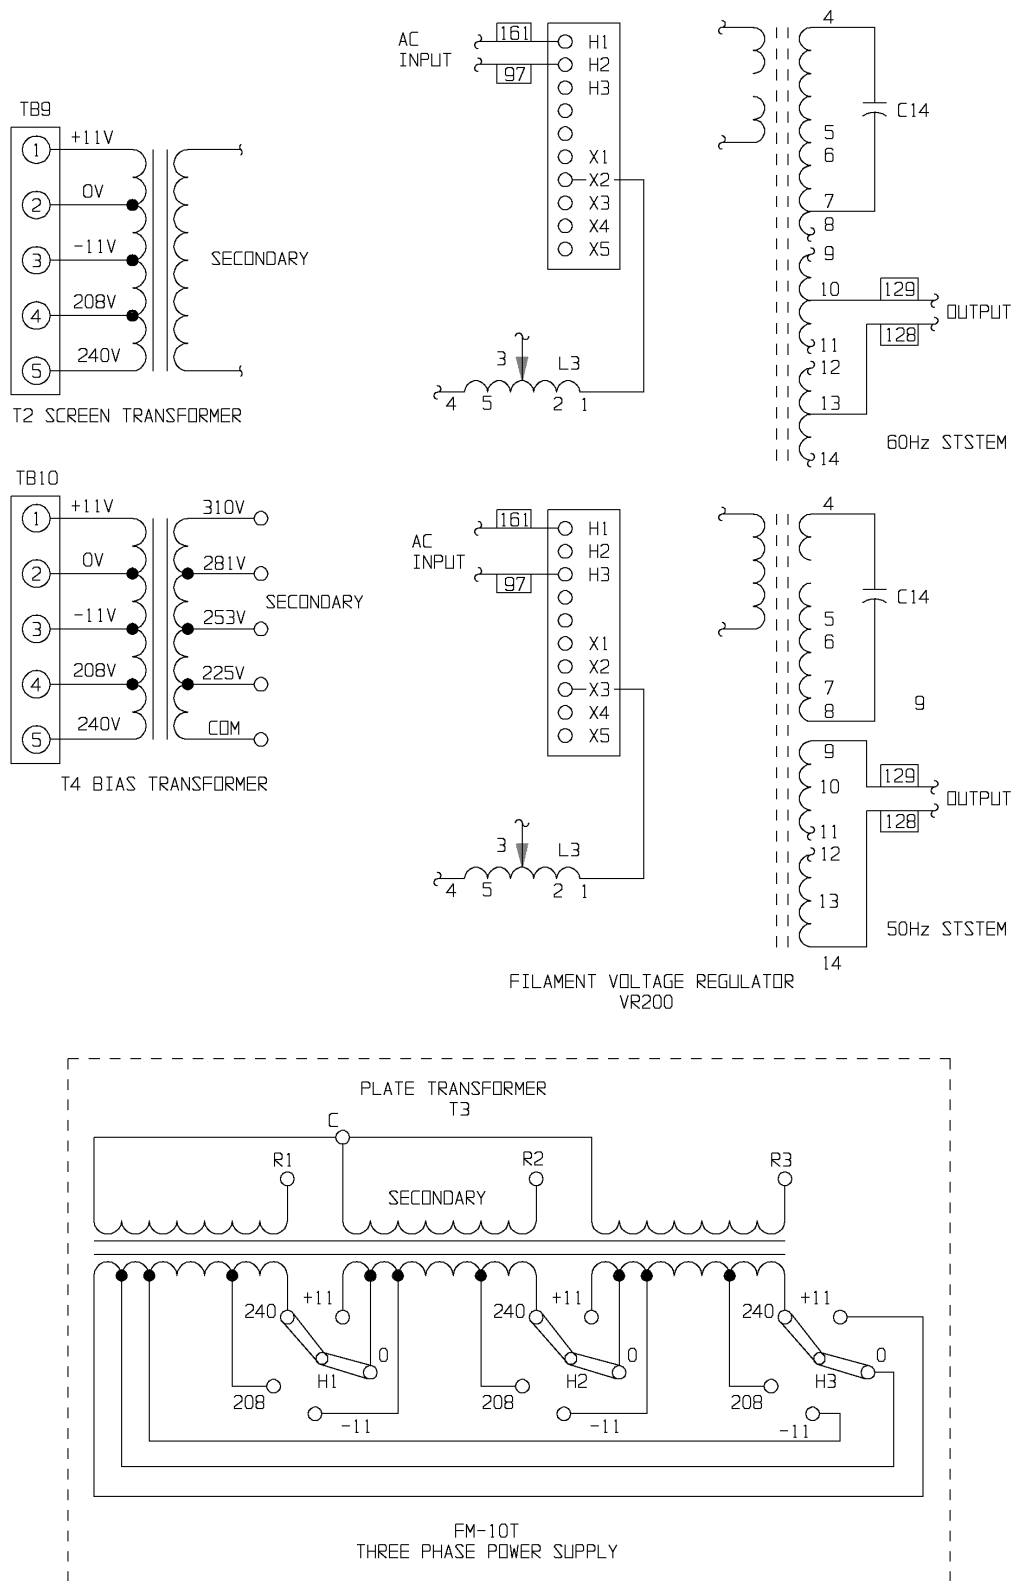 TB9
1 +11V
2 0V
3 -11V
4 208V
5 240V
SECONDARY
T2 SCREEN TRANSFORMER
TB10
1 +11V
2 0V
3 -11V
4 208V
5 240V
310V
281V
SECONDARY
253V
225V
COM
T4 BIAS TRANSFORMER
AC
INPUT
161
97
H1
H2
H3
X1
X2
X3
X4
X5
3
L3
4 5 2 1
4
C14
5
6
7
8
9
10
129
OUTPUT
128
11
12
13
14
60Hz STSTEM
AC
INPUT
161
97
H1
H2
H3
X1
X2
X3
X4
X5
3
L3
4 5 2 1
4
C14
5
6
7
8
9
9
10
129
OUTPUT
128
11
12
13
14
50Hz STSTEM
FILAMENT VOLTAGE REGULATOR
VR200
PLATE TRANSFORMER
T3
C
R1
R2
R3
SECONDARY
240 +11
0
H1
208
-11
240 +11
0
H2
208
-11
240 +11
0
H3
208
-11
FM-10T
THREE PHASE POWER SUPPLY